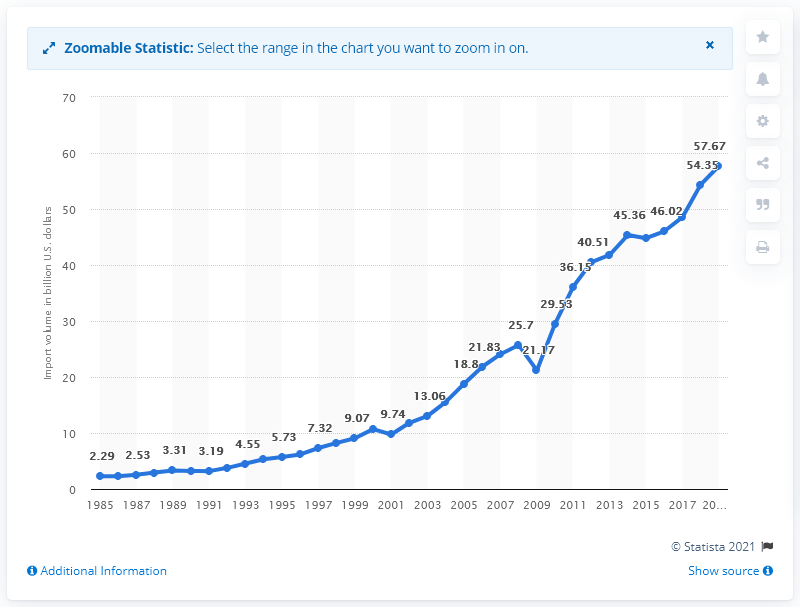 Zoomable Statistic: Select the range in the chart you want to zoom in on.
×
Import volume in billion U.S. dollars
70
60
50
40
30
20
10
0
2.29 2.53 3.31 3.19 4.55 5.73 7.32 9.07 9.74 13.06 18.8 21.83 25.7 21.17 29.53 36.15 40.51 45.36 46.02 54.35 57.67
1985 1987 1989 1991 1993 1995 1997 1999 2001 2003 2005 2007 2009 2011 2013 2015 2017 20...
© Statista 2021
Additional Information
Show source